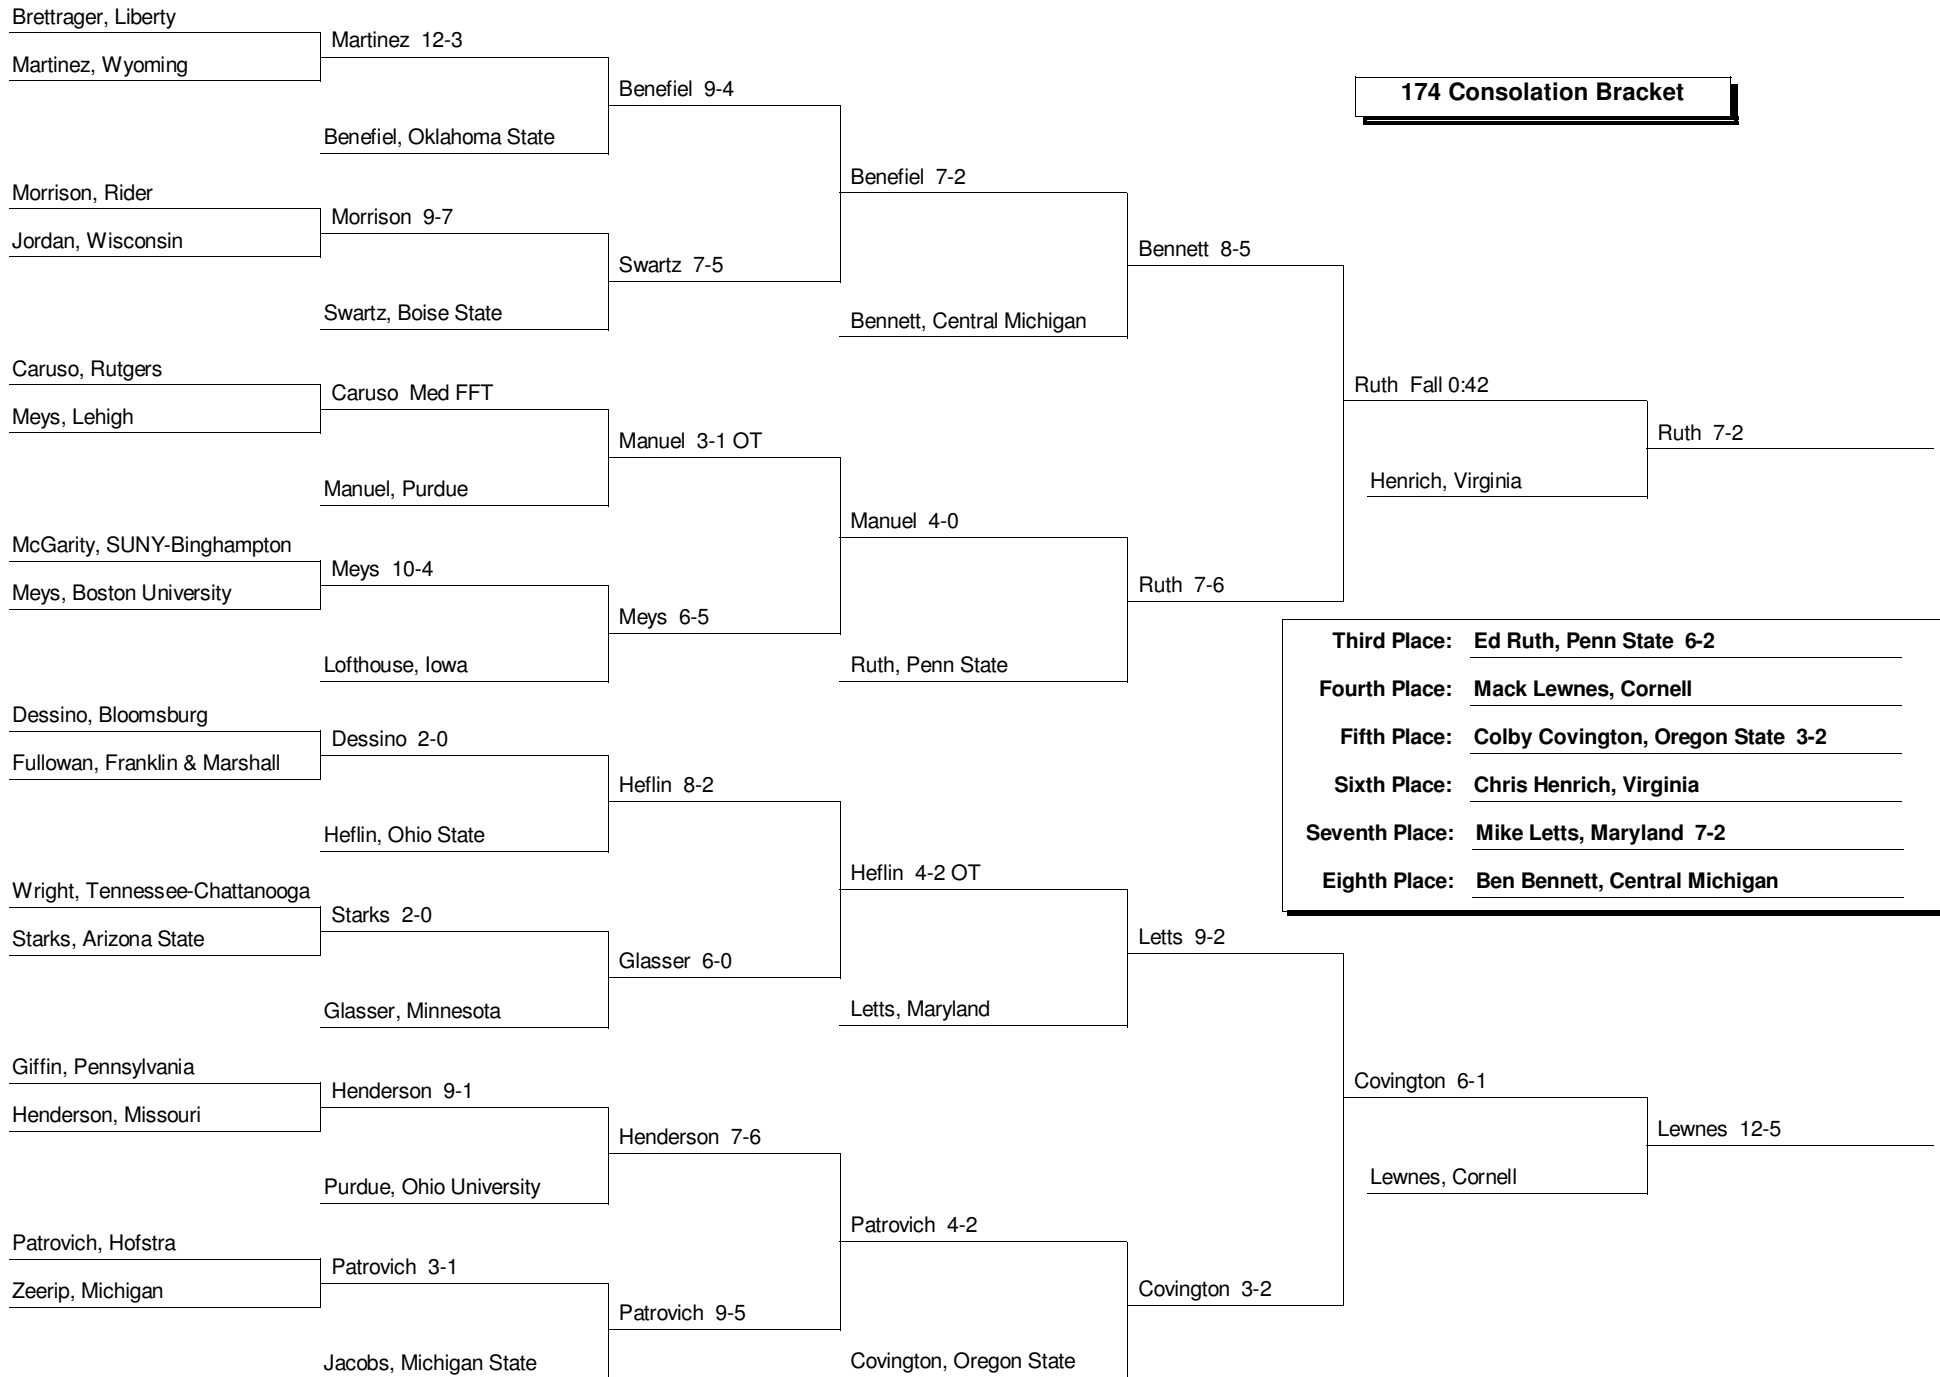 Brettrager, Liberty
Martinez 12-3
Martinez, Wyoming
Benefiel 9-4
174 Consolation Bracket
Benefiel, Oklahoma State
Benefiel 7-2
Morrison, Rider
Morrison 9-7
Jordan, Wisconsin
Bennett 8-5
Swartz 7-5
Swartz, Boise State
Bennett, Central Michigan
Caruso, Rutgers
Caruso Med FFT
Ruth Fall 0:42
Meys, Lehigh
Manuel 3-1 OT
Ruth 7-2
Manuel, Purdue
Henrich, Virginia
Manuel 4-0
McGarity, SUNY-Binghampton
Meys 10-4
Meys, Boston University
Ruth 7-6
Meys 6-5
Lofthouse, Iowa
Ruth, Penn State
Third Place: Ed Ruth, Penn State 6-2
Fourth Place: Mack Lewnes, Cornell
Fifth Place: Colby Covington, Oregon State 3-2
Sixth Place: Chris Henrich, Virginia
Seventh Place: Mike Letts, Maryland 7-2
Eighth Place: Ben Bennett, Central Michigan
Dessino, Bloomsburg
Dessino 2-0
Fullowan, Franklin & Marshall
Heflin 8-2
Heflin, Ohio State
Heflin 4-2 OT
Wright, Tennessee-Chattanooga
Starks 2-0
Starks, Arizona State
Letts 9-2
Glasser 6-0
Glasser, Minnesota
Letts, Maryland
Giffin, Pennsylvania
Henderson 9-1
Covington 6-1
Henderson, Missouri
Henderson 7-6
Lewnes 12-5
Purdue, Ohio University
Lewnes, Cornell
Patrovich 4-2
Patrovich, Hofstra
Patrovich 3-1
Zeerip, Michigan
Covington 3-2
Patrovich 9-5
Jacobs, Michigan State
Covington, Oregon State